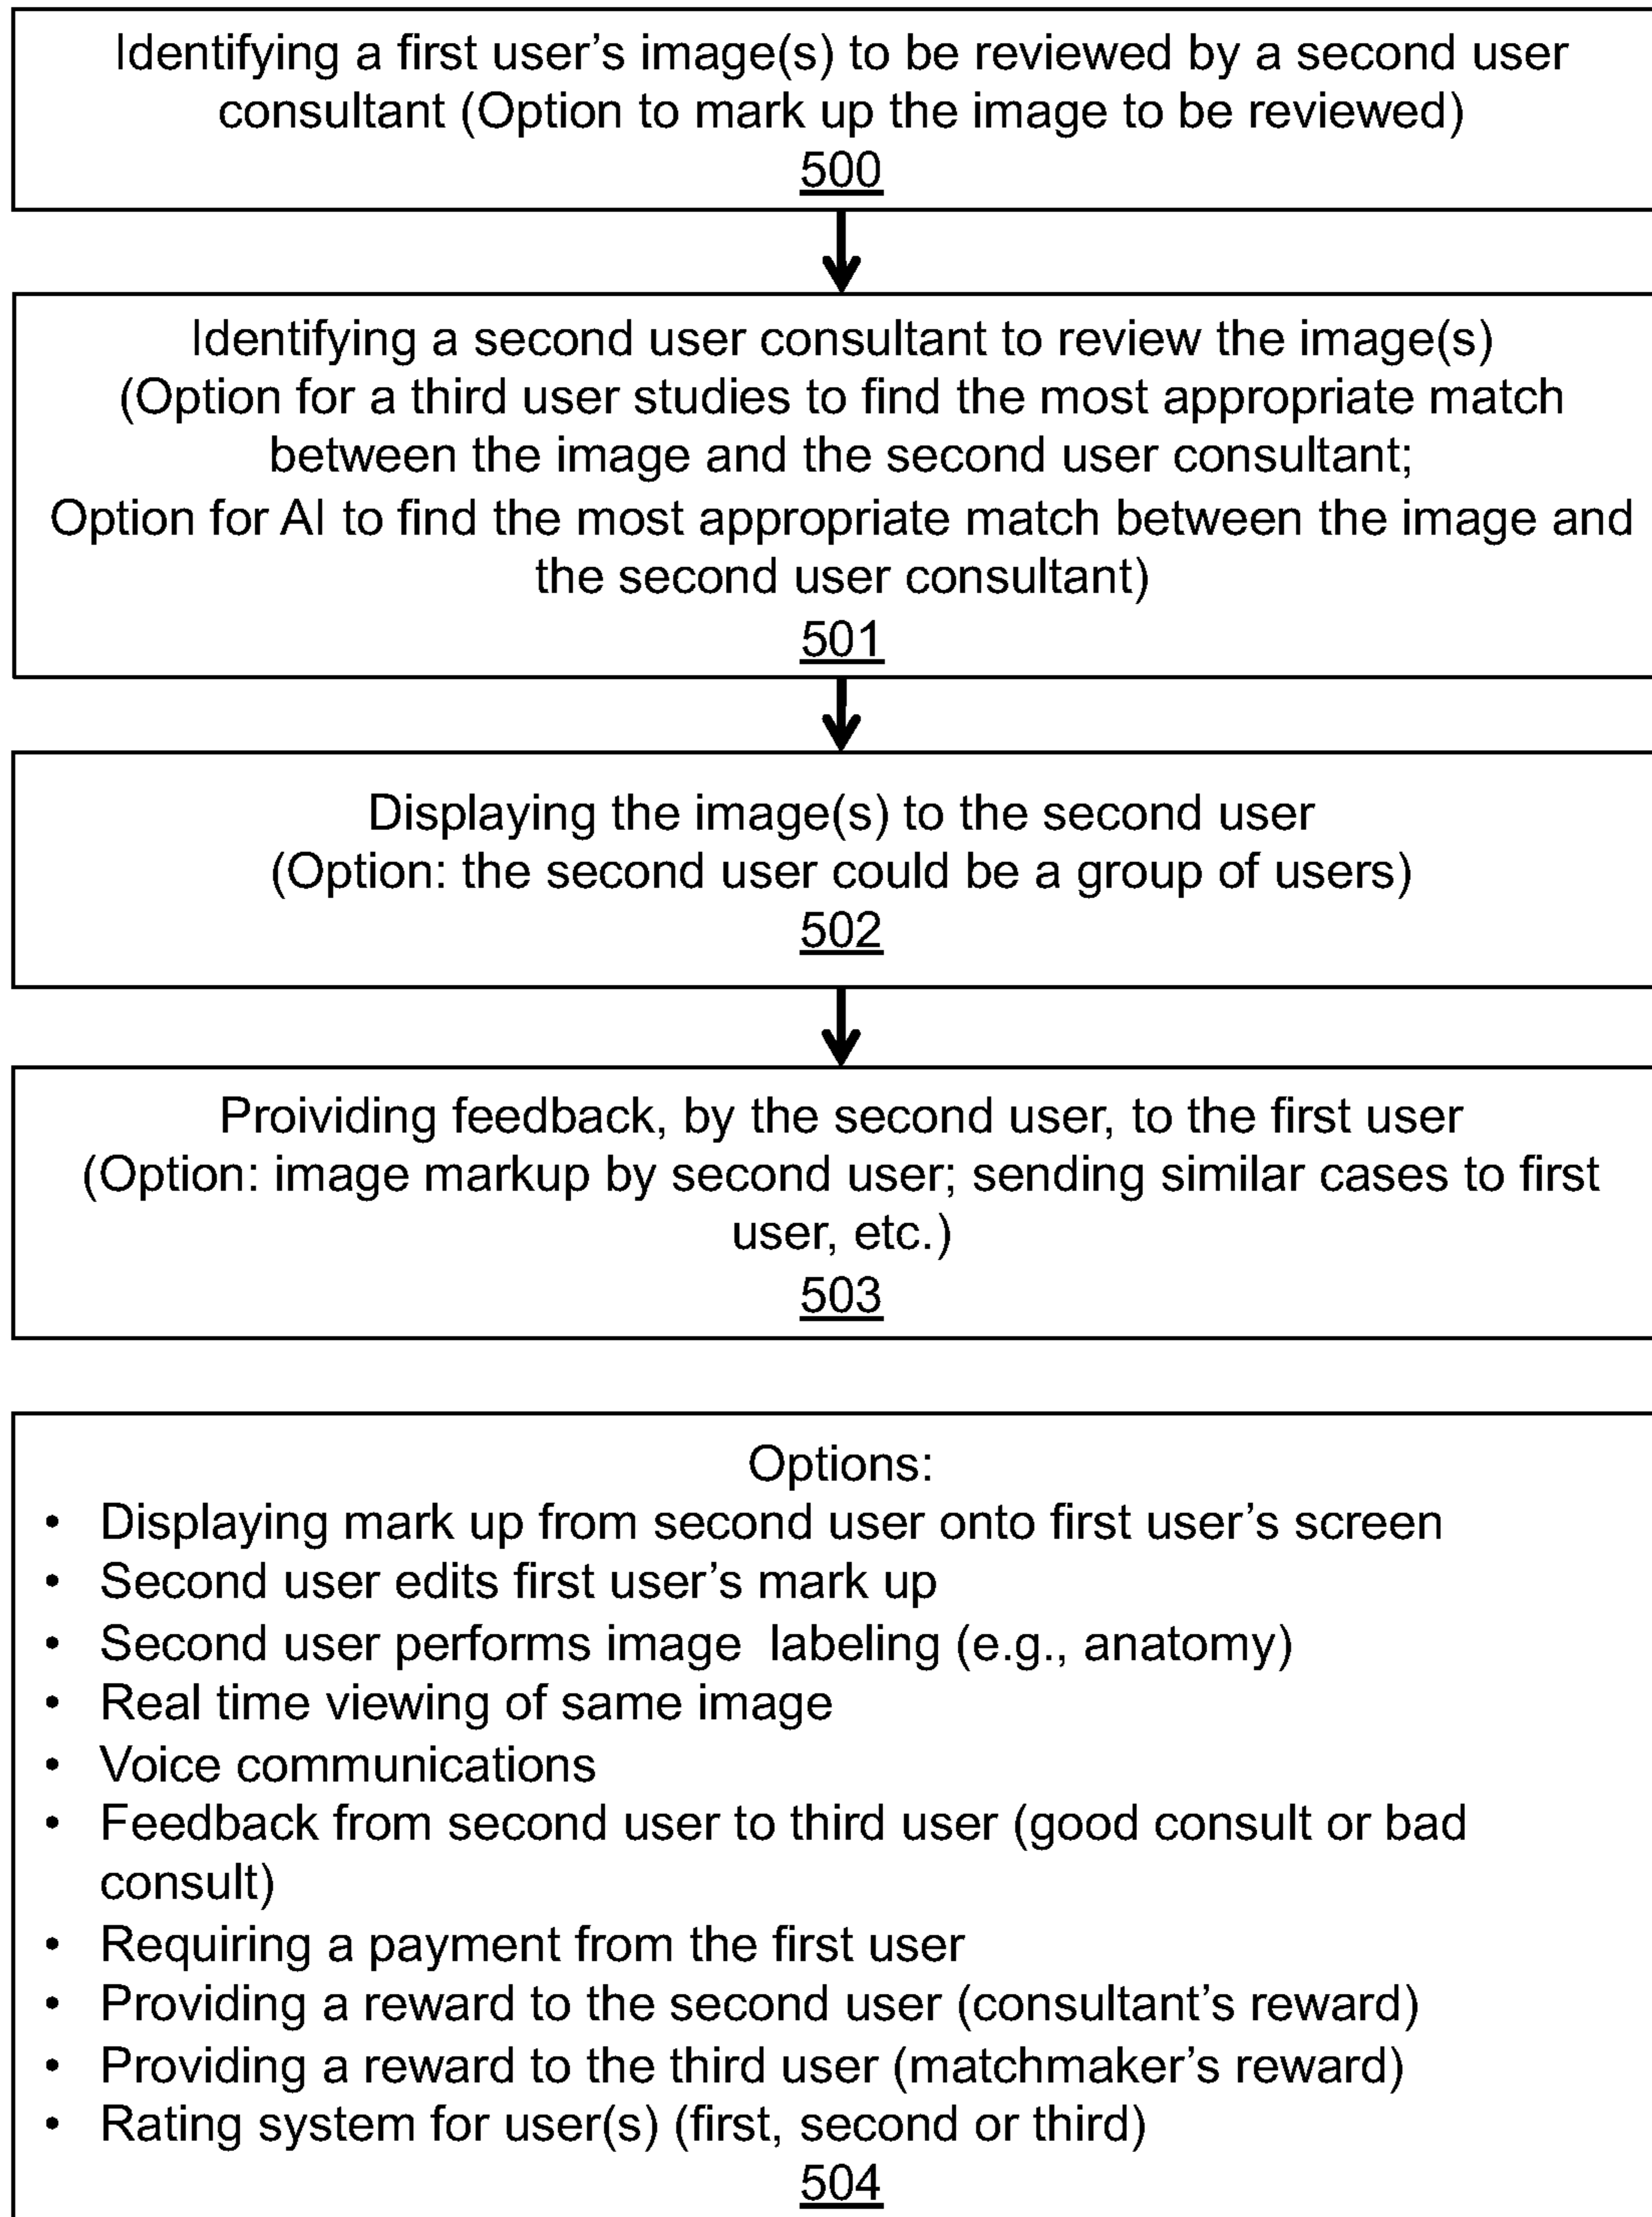 Identifying a first user’s image(s) to be reviewed by a second user
consultant (Option to mark up the image to be reviewed)
500
Identifying a second user consultant to review the image(s)
(Option for a third user studies to find the most appropriate match
between the image and the second user consultant;
Option for AI to find the most appropriate match between the image and
the second user consultant)
501
Displaying the image(s) to the second user
(Option: the second user could be a group of users)
502
Proividing feedback, by the second user, to the first user
(Option: image markup by second user; sending similar cases to first
user, etc.)
503
Options:
• Displaying mark up from second user onto first user’s screen
• Second user edits first user’s mark up
• Second user performs image labeling (e.g., anatomy)
• Real time viewing of same image
• Voice communications
• Feedback from second user to third user (good consult or bad
consult)
• Requiring a payment from the first user
• Providing a reward to the second user (consultant’s reward)
• Providing a reward to the third user (matchmaker’s reward)
• Rating system for user(s) (first, second or third)
504